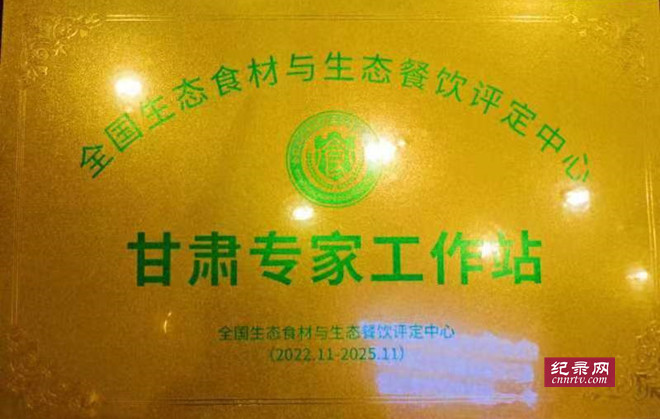 全国生态食材与生态餐饮评定中心
食
甘肃专家工作站
全国生态食材与生态餐饮评定中心
(2022.11-2025.11)
纪录网
cnnrtv.com